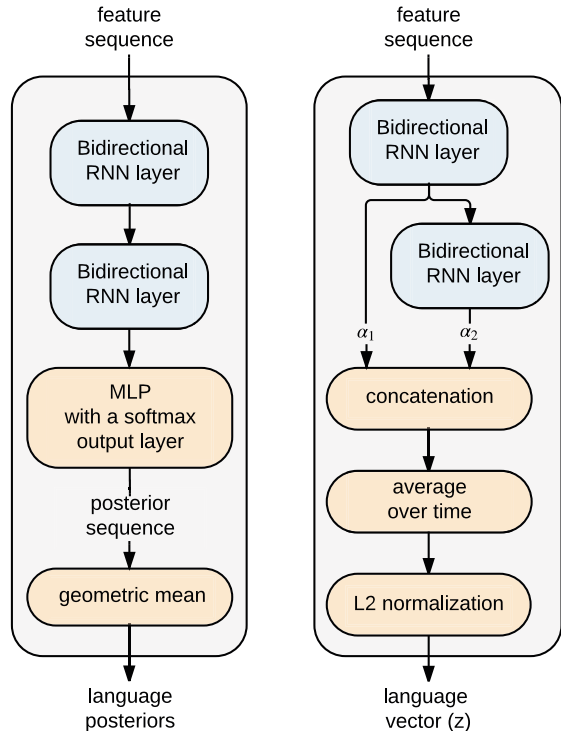 feature
sequence
Bidirectional
RNN layer
Bidirectional
RNN layer
MLP
with a softmax
output layer
posterior
sequence
geometric mean
language
posteriors
feature
sequence
Bidirectional
RNN layer
Bidirectional
RNN layer
α1
α2
concatenation
average
over time
L2 normalization
language
vector (z)